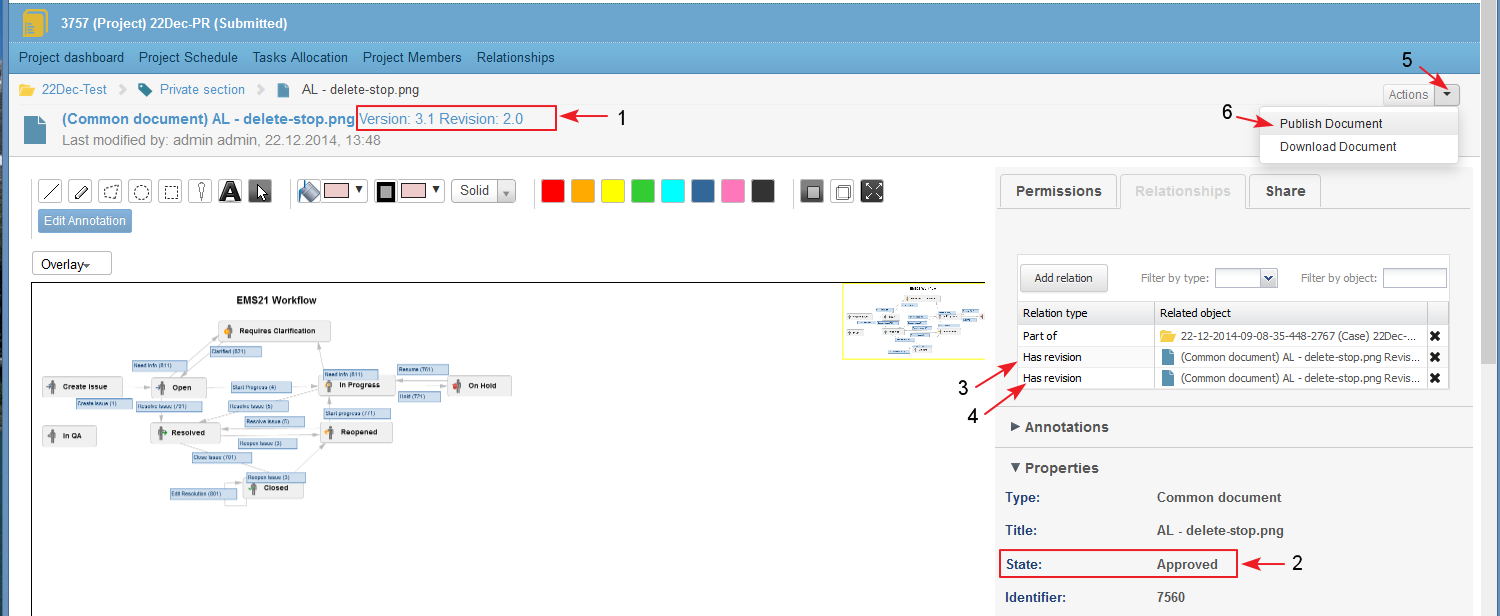 3757 (Project) 22Dec-PR (Submitted)
Project dashboard Project Schedule Tasks Allocation Project Members Relationships
22Dec-Test Private section AL - delete-stop.png
Actions
5
(Common document) AL - delete-stop.png Version: 3.1 Revision: 2.0
1
6
Publish Document
Last modified by: admin admin, 22.12.2014, 13:48
Download Document
A Solid
Edit Annotation
Permissions Relationships Share
Overlay
Add relation Filter by type: Filter by object:
Relation type Related object
Part of 22-12-2014-09-08-35-448-2767 (Case) 22Dec-...
Has revision (Common document) AL - delete-stop.png Revis...
Has revision (Common document) AL - delete-stop.png Revis...
3
4
EMS21 Workflow
Requires Clarification
Clarified (821)
Need Info (811)
Need Info (811)
Resume (761)
Create Issue
Open
Start Progress (4)
In Progress
On Hold
Hold (721)
Create Issue (1)
Resolve Issue (5)
Start progress (771)
Resolve Issue (5)
In QA
Resolved
Reopened
Reopen Issue (3)
Close Issue (701)
Reopen Issue (3)
Closed
Edit Resolution (801)
Annotations
Properties
Type: Common document
Title: AL - delete-stop.png
State: Approved
2
Identifier: 7560